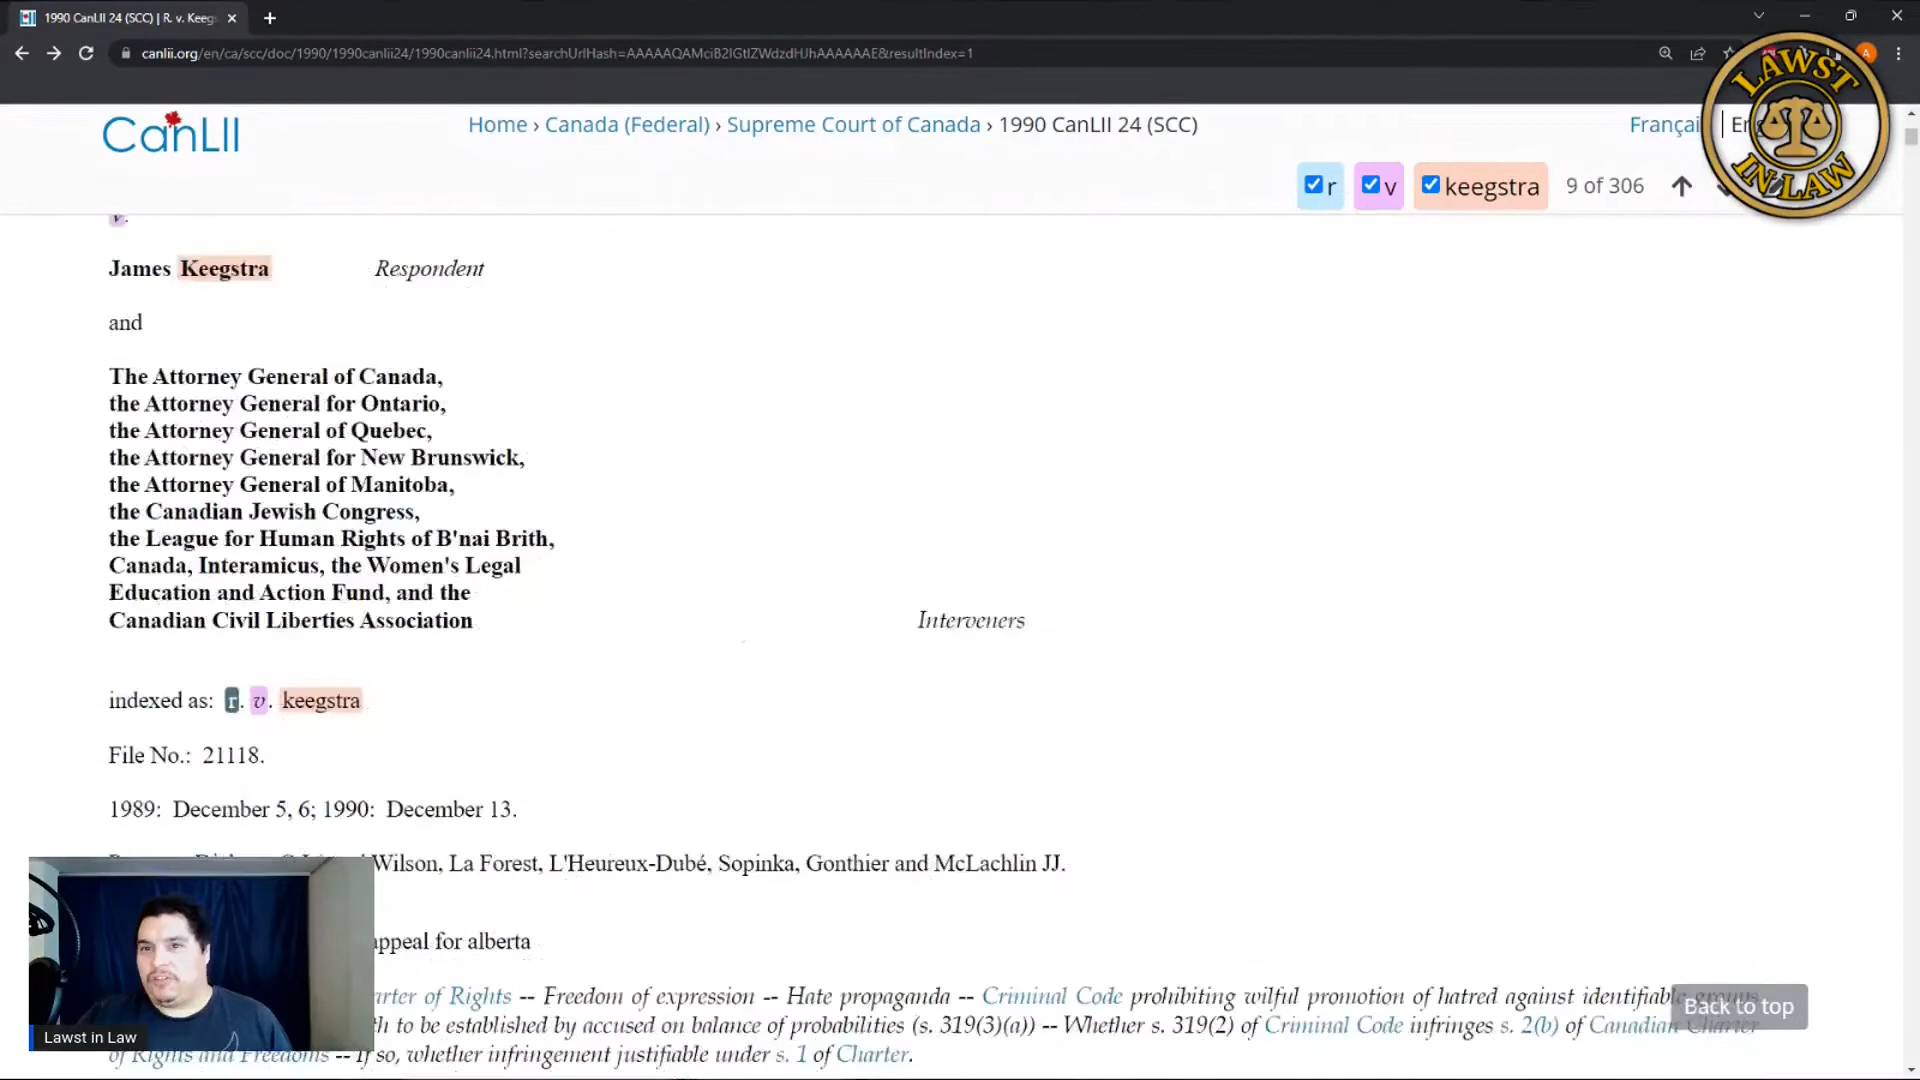 1990 CanLII 24 (SCC) | R. v. Keeg
canlii.org/en/ca/scc/doc/1990/1990canlii24/1990canlii24.html?searchUrlHash=AAAAAQAMciB2IGtlZWdzdHJhAAAAAAE&resultIndex=1
CanLII
Home › Canada (Federal) › Supreme Court of Canada › 1990 CanLII 24 (SCC)
Françai
LAWST IN LAW
r v keegstra 9 of 306
v.
James Keegstra Respondent
and
The Attorney General of Canada,
the Attorney General for Ontario,
the Attorney General of Quebec,
the Attorney General for New Brunswick,
the Attorney General of Manitoba,
the Canadian Jewish Congress,
the League for Human Rights of B'nai Brith,
Canada, Interamicus, the Women's Legal
Education and Action Fund, and the
Canadian Civil Liberties Association Interveners
indexed as: r. v. keegstra
File No.: 21118.
1989: December 5, 6; 1990: December 13.
Wilson, La Forest, L'Heureux-Dubé, Sopinka, Gonthier and McLachlin JJ.
appeal for alberta
arter of Rights -- Freedom of expression -- Hate propaganda -- Criminal Code prohibiting wilful promotion of hatred against identifiable groups
h to be established by accused on balance of probabilities (s. 319(3)(a)) -- Whether s. 319(2) of Criminal Code infringes s. 2(b) of Canadian Charter
of Rights and Freedoms -- If so, whether infringement justifiable under s. 1 of Charter.
Back to top
Lawst in Law